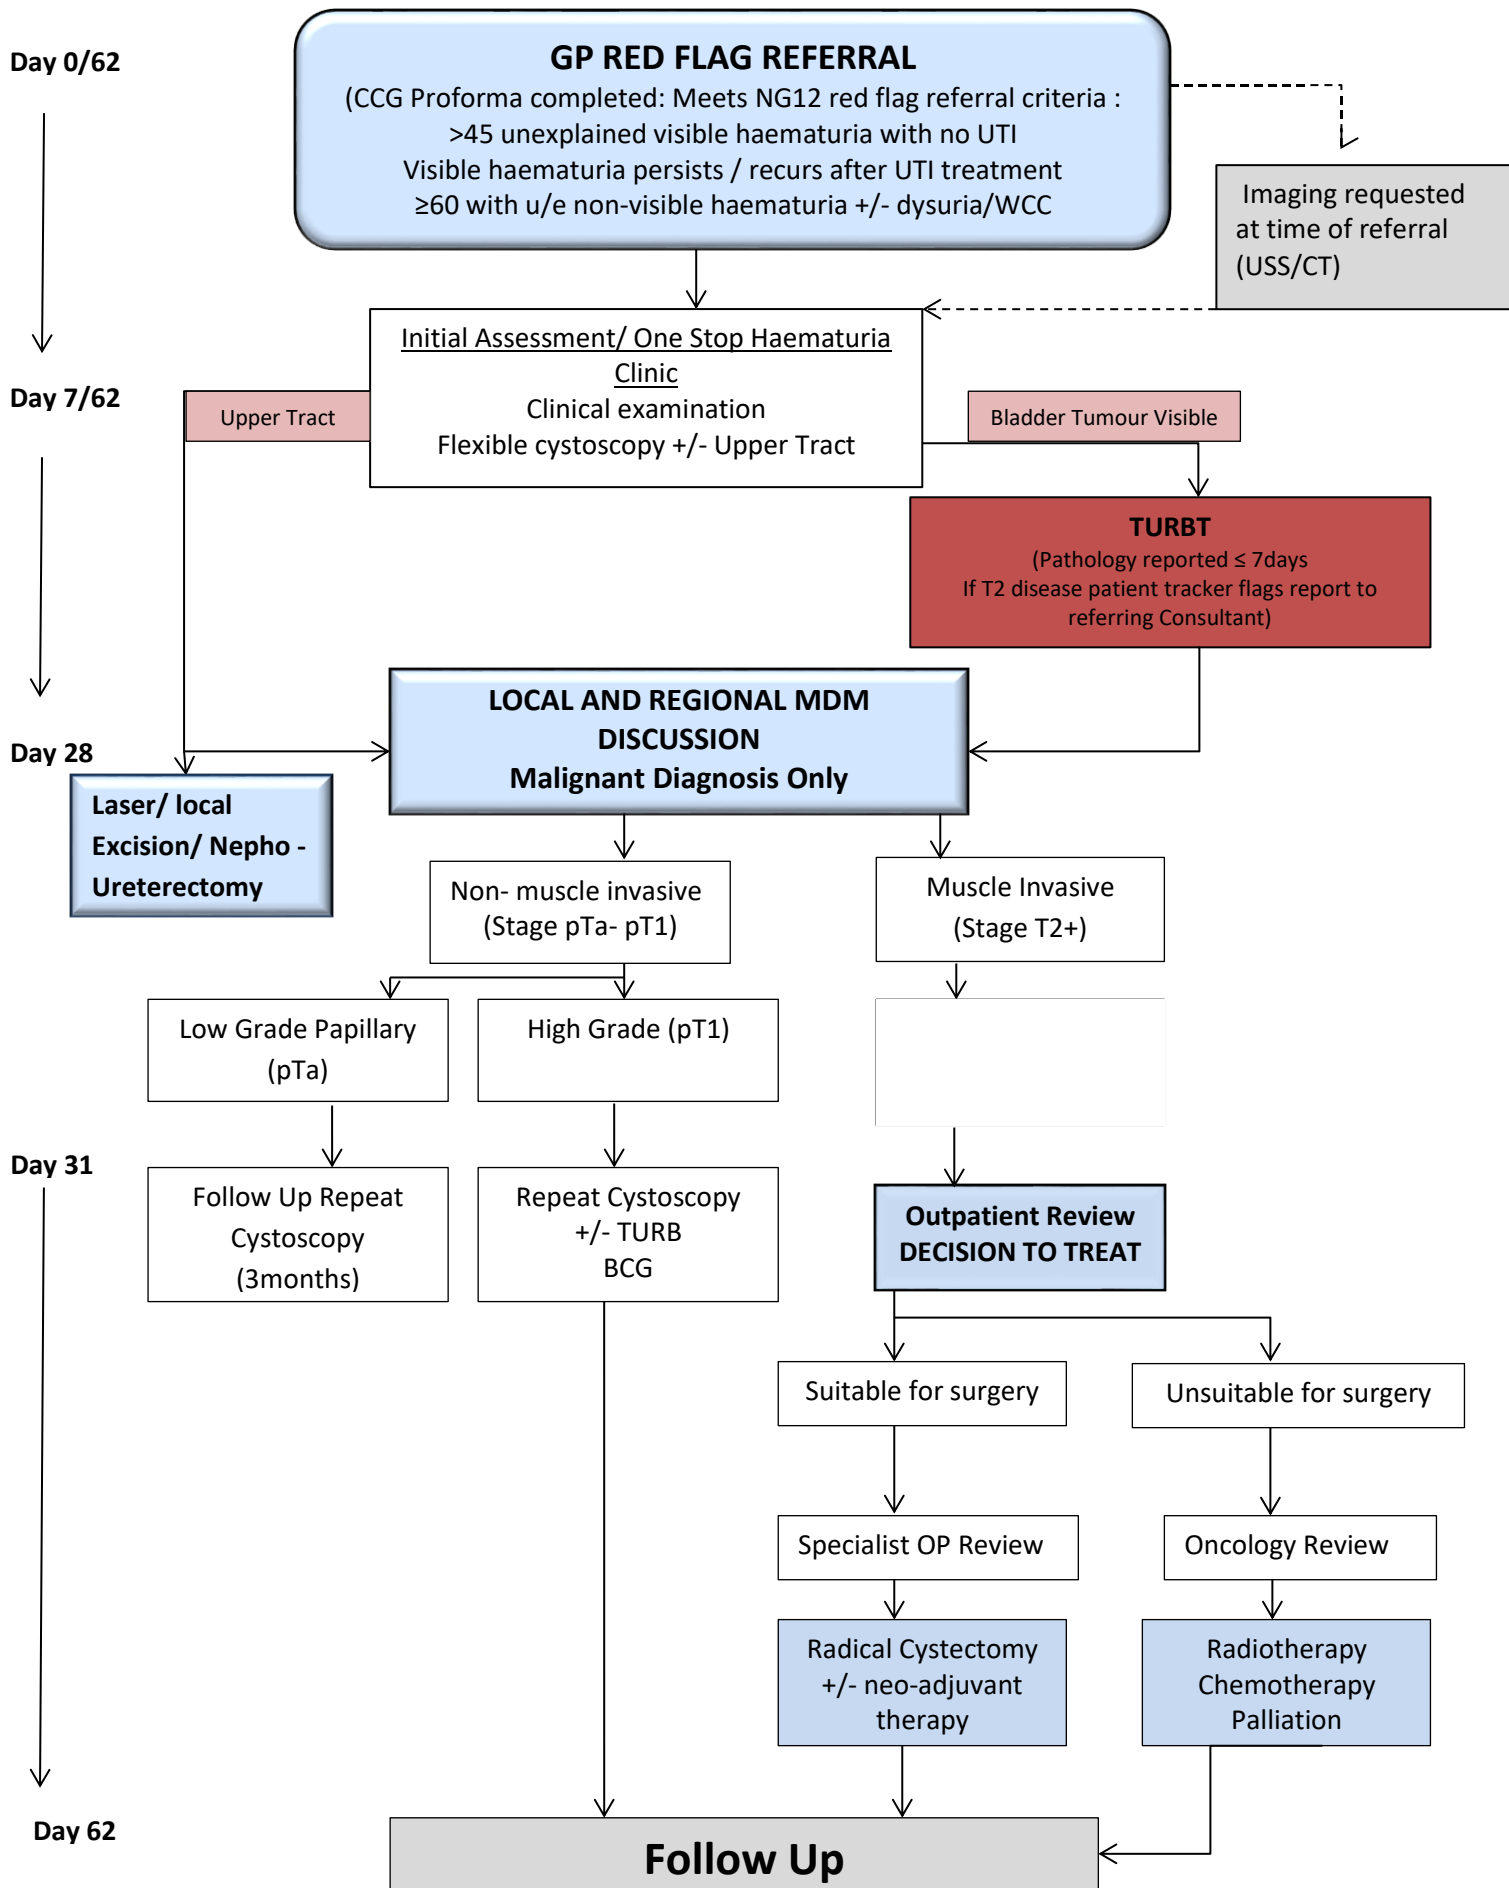 Day 0/62
GP RED FLAG REFERRAL
(CCG Proforma completed: Meets NG12 red flag referral criteria :
>45 unexplained visible haematuria with no UTI
Visible haematuria persists / recurs after UTI treatment
≥60 with u/e non-visible haematuria +/- dysuria/WCC
Imaging requested
at time of referral
(USS/CT)
Initial Assessment/ One Stop Haematuria
Clinic
Clinical examination
Flexible cystoscopy +/- Upper Tract
Day 7/62
Upper Tract
Bladder Tumour Visible
TURBT
(Pathology reported ≤ 7days
If T2 disease patient tracker flags report to
referring Consultant)
LOCAL AND REGIONAL MDM
DISCUSSION
Malignant Diagnosis Only
Day 28
Laser/ local
Excision/ Nepho -
Ureterectomy
Non- muscle invasive
(Stage pTa- pT1)
Muscle Invasive
(Stage T2+)
Low Grade Papillary
(pTa)
High Grade (pT1)
Day 31
Follow Up Repeat
Cystoscopy
(3months)
Repeat Cystoscopy
+/- TURB
BCG
Outpatient Review
DECISION TO TREAT
Suitable for surgery
Unsuitable for surgery
Specialist OP Review
Oncology Review
Radical Cystectomy
+/- neo-adjuvant
therapy
Radiotherapy
Chemotherapy
Palliation
Day 62
Follow Up